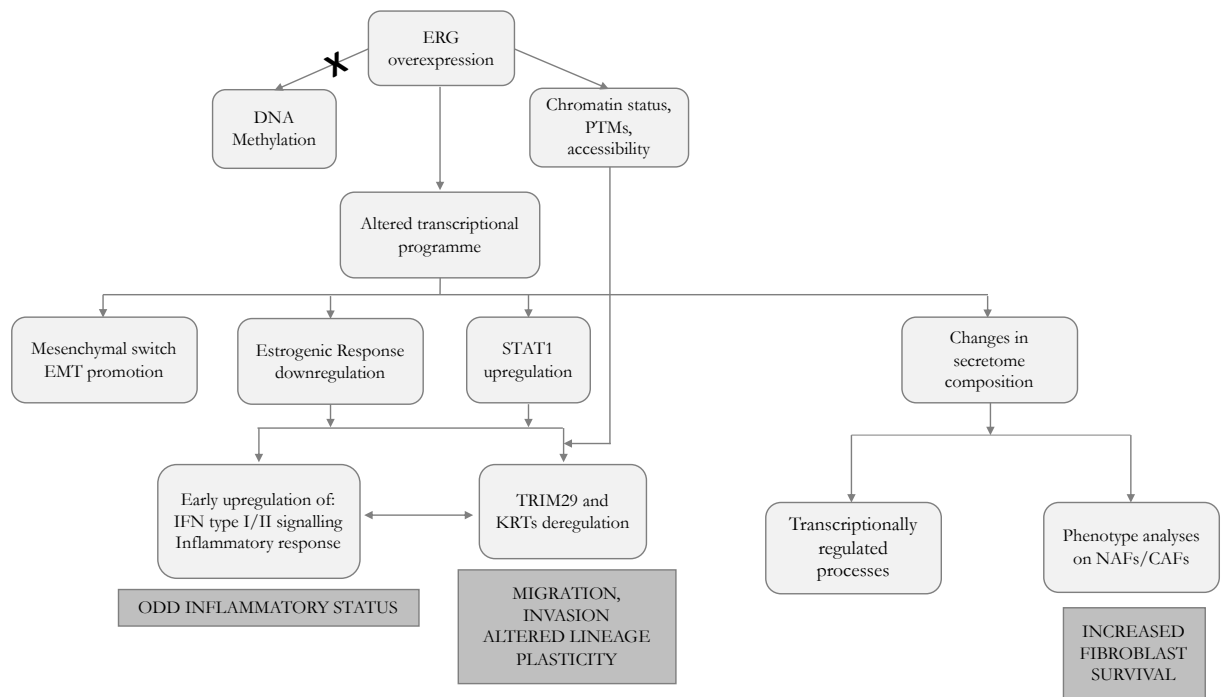 ERG
overexpression
DNA
Methylation
Chromatin status,
PTMs,
accessibility
Altered transcriptional
programme
Mesenchymal switch
EMT promotion
Estrogenic Response
downregulation
STAT1
upregulation
Changes in
secretome
composition
Early upregulation of:
IFN type I/II signalling
Inflammatory response
TRIM29 and
KRTs deregulation
Transcriptionally
regulated
processes
Phenotype analyses
on NAFs/CAFs
ODD INFLAMMATORY STATUS
MIGRATION,
INVASION
ALTERED LINEAGE
PLASTICITY
INCREASED
FIBROBLAST
SURVIVAL